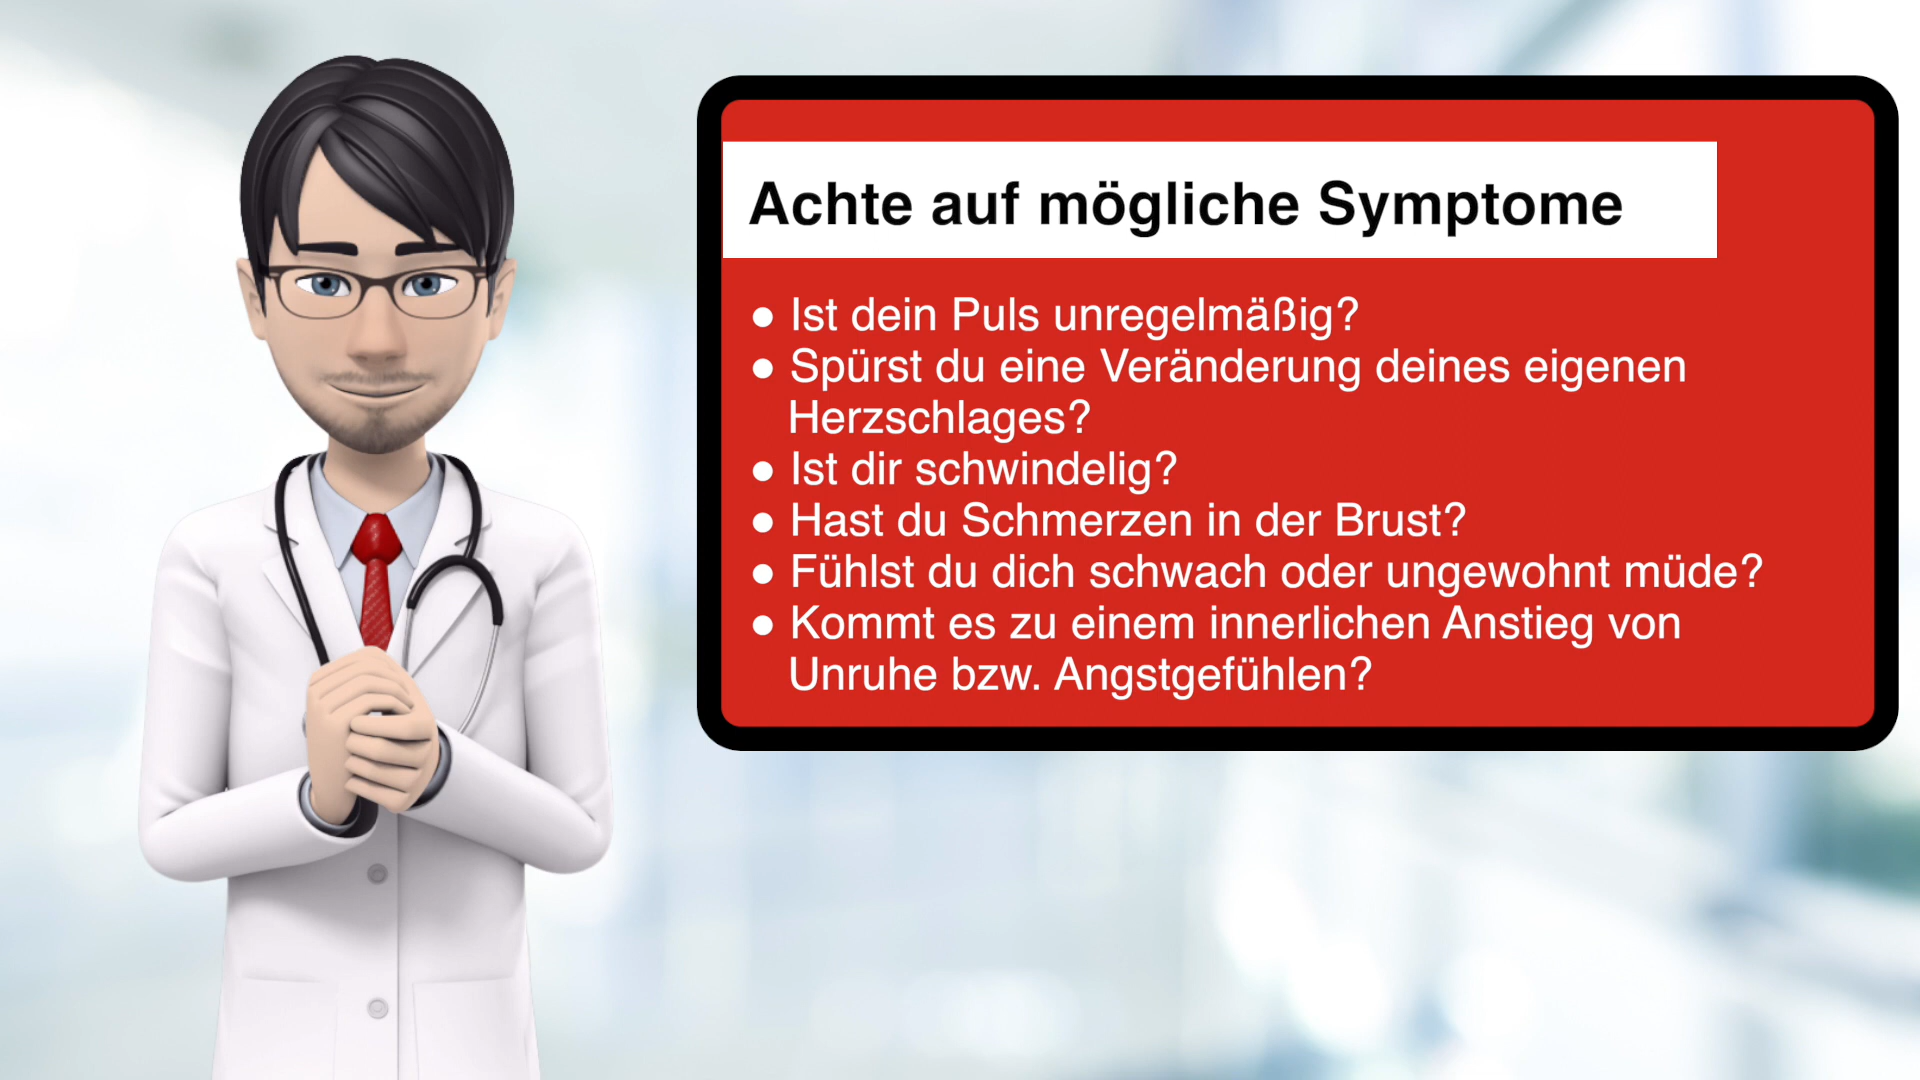 Achte auf mögliche Symptome
● Ist dein Puls unregelmäßig?
● Spürst du eine Veränderung deines eigenen
Herzschlages?
● Ist dir schwindelig?
● Hast du Schmerzen in der Brust?
● Fühlst du dich schwach oder ungewohnt müde?
● Kommt es zu einem innerlichen Anstieg von
Unruhe bzw. Angstgefühlen?